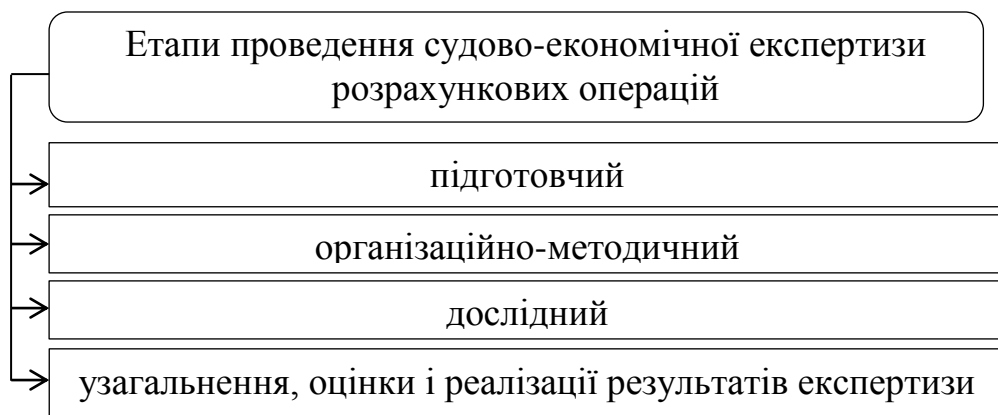 Етапи проведення судово-економічної експертизи
розрахункових операцій
підготовчий
організаційно-методичний
дослідний
узагальнення, оцінки і реалізації результатів експертизи